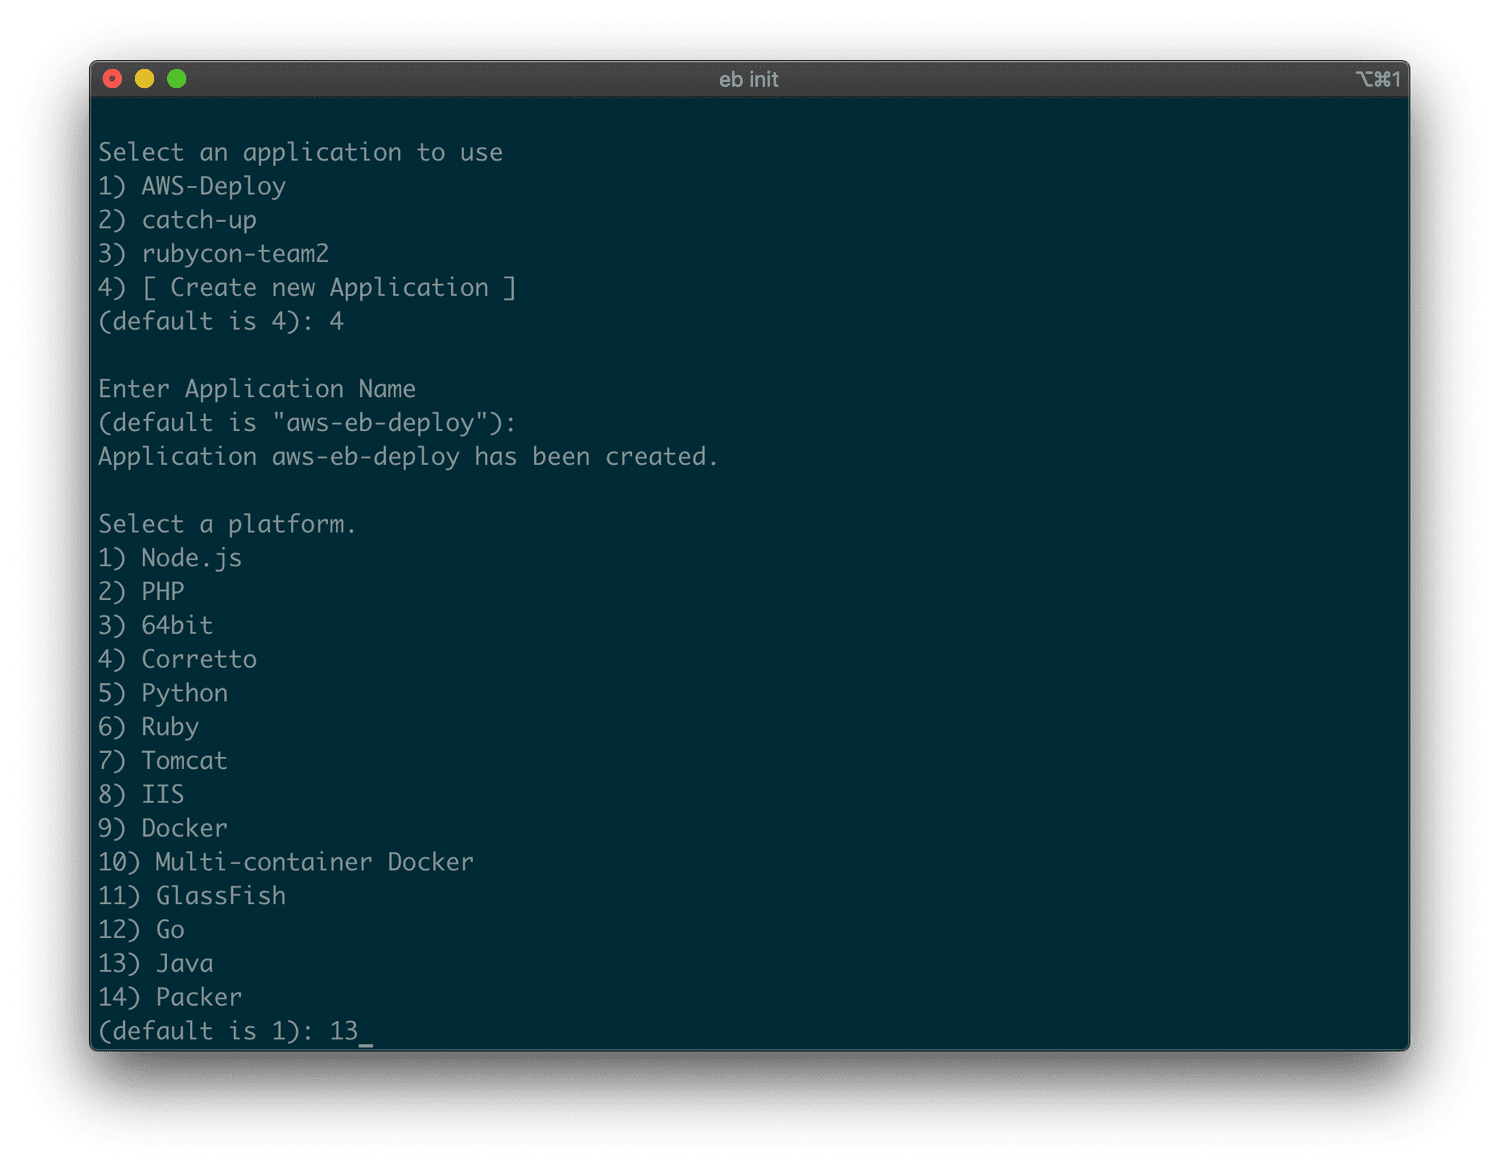 eb init
⌥⌘1
Select an application to use
1) AWS-Deploy
2) catch-up
3) rubycon-team2
4) [ Create new Application ]
(default is 4): 4
Enter Application Name
(default is "aws-eb-deploy"):
Application aws-eb-deploy has been created.
Select a platform.
1) Node.js
2) PHP
3) 64bit
4) Corretto
5) Python
6) Ruby
7) Tomcat
8) IIS
9) Docker
10) Multi-container Docker
11) GlassFish
12) Go
13) Java
14) Packer
(default is 1): 13_